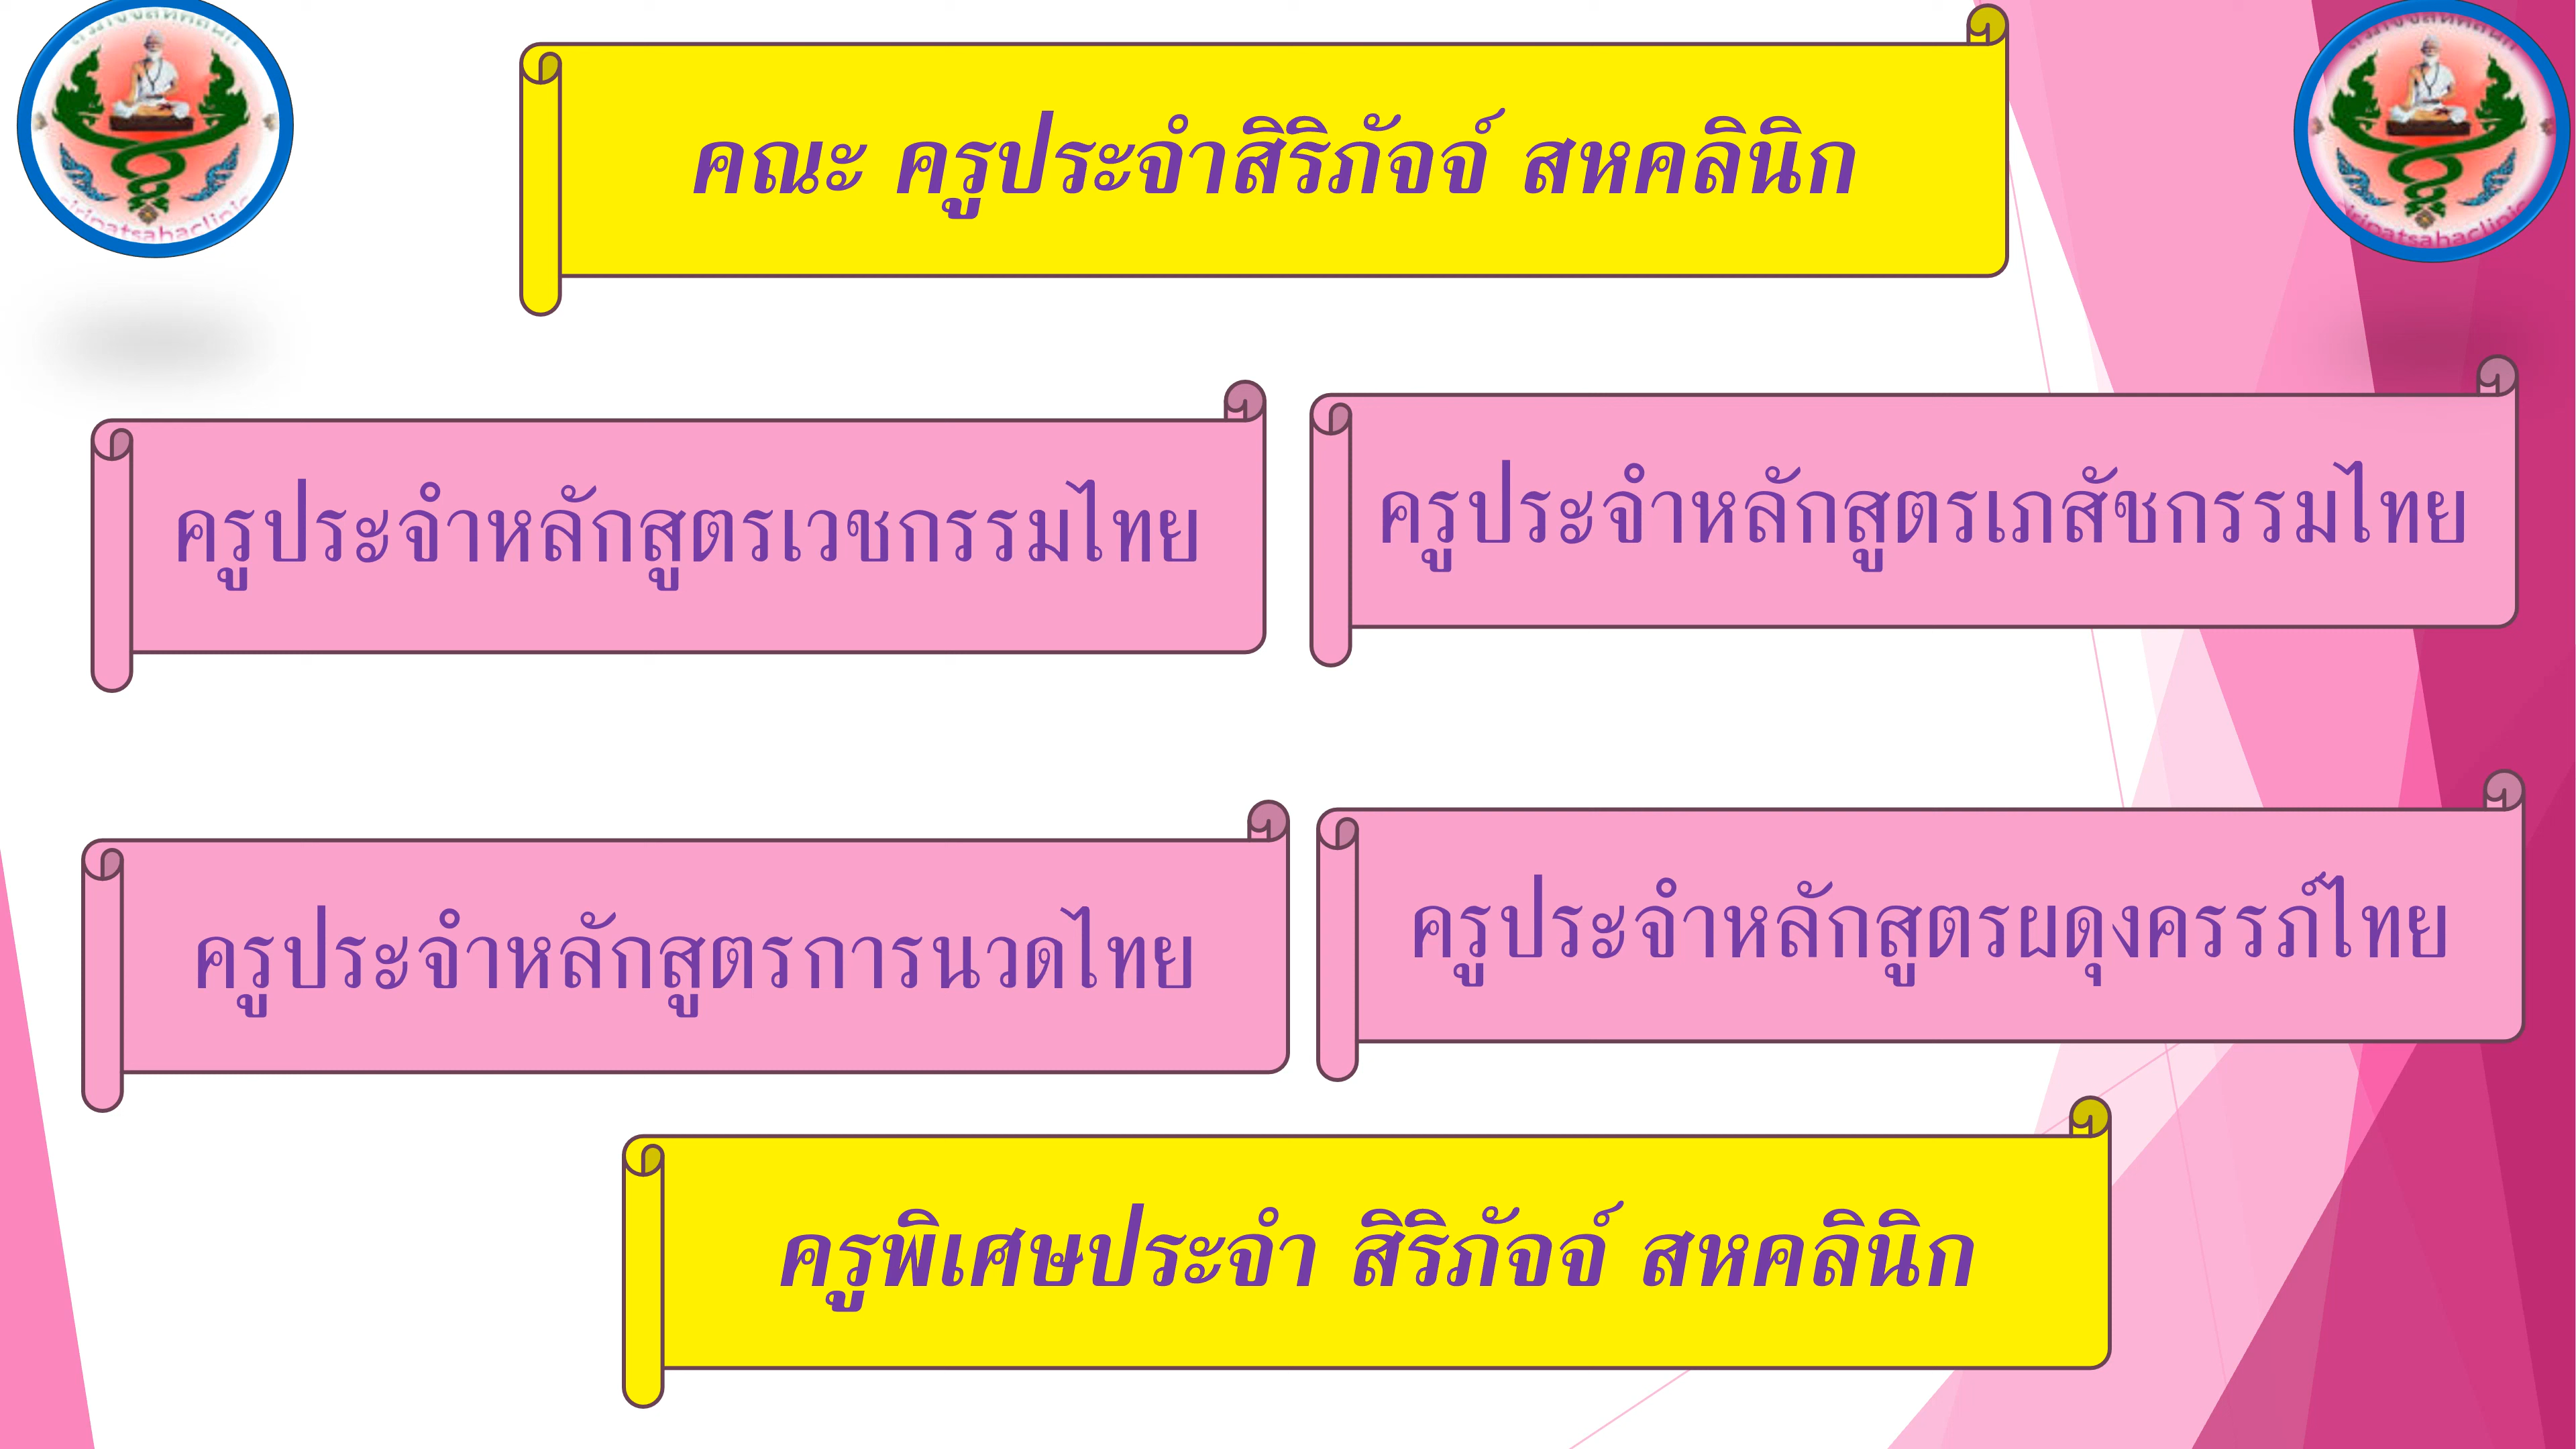 คณะ ครูประจำสิริภัจจ์ สหคลินิก
ครูประจำหลักสูตรเวชกรรมไทย
ครูประจำหลักสูตรเภสัชกรรมไทย
ครูประจำหลักสูตรการนวดไทย
ครูประจำหลักสูตรผดุงครรภ์ไทย
ครูพิเศษประจำ สิริภัจจ์ สหคลินิก